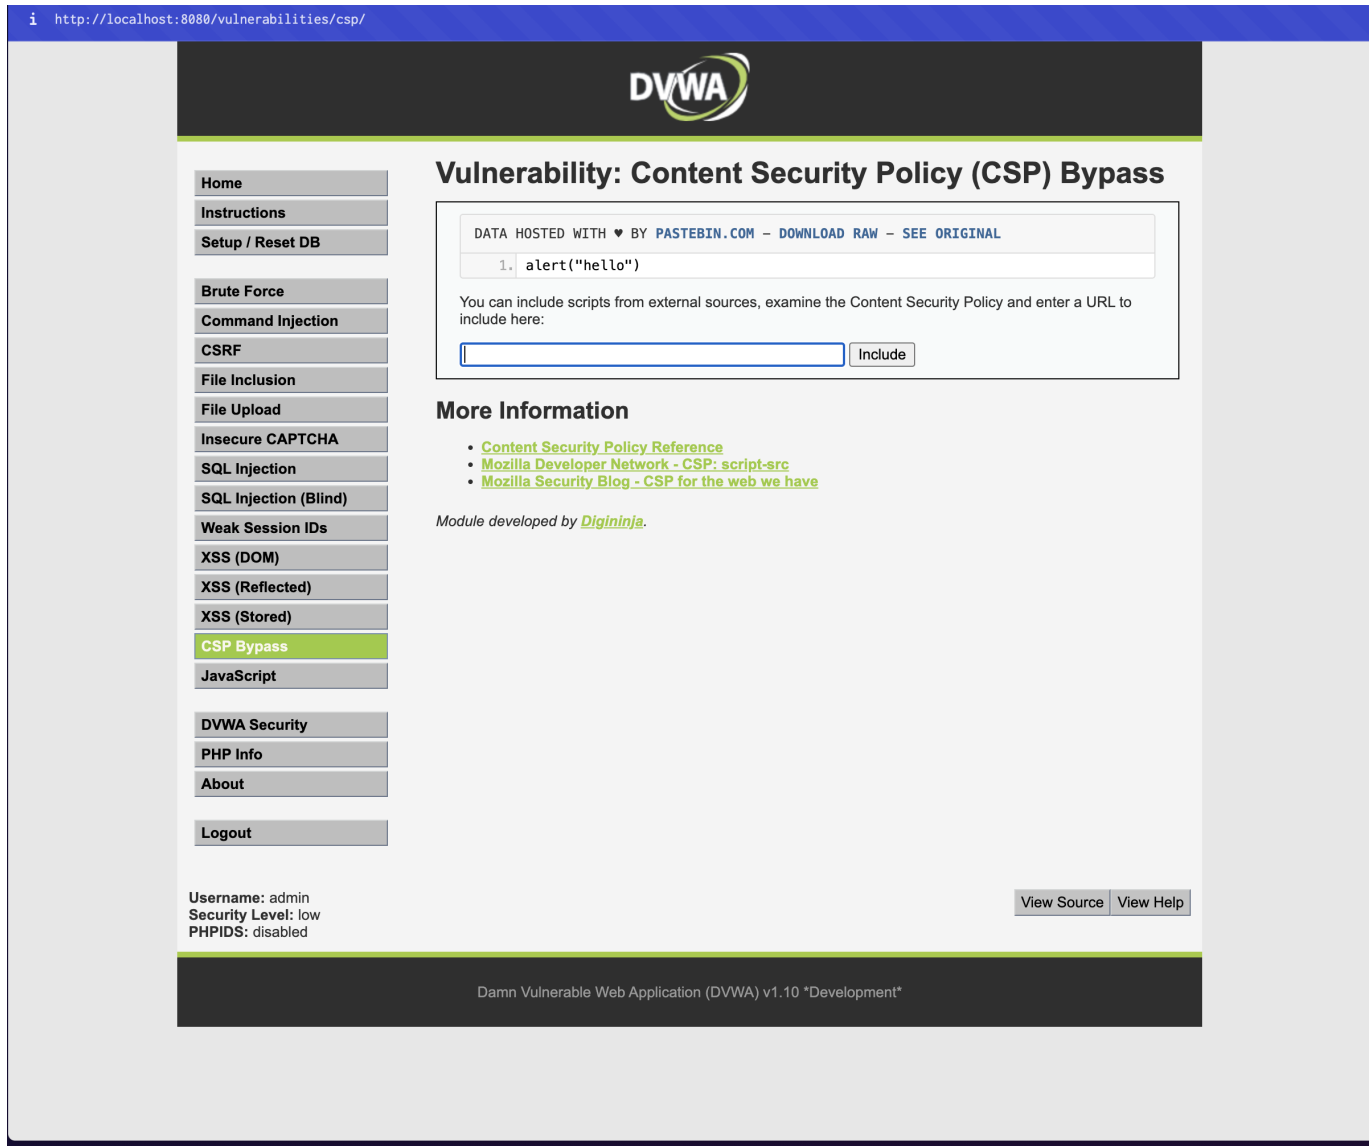 i http://localhost:8080/vulnerabilities/csp/
DVWA
Home
Instructions
Setup / Reset DB
Brute Force
Command Injection
CSRF
File Inclusion
File Upload
Insecure CAPTCHA
SQL Injection
SQL Injection (Blind)
Weak Session IDs
XSS (DOM)
XSS (Reflected)
XSS (Stored)
CSP Bypass
JavaScript
DVWA Security
PHP Info
About
Logout
Vulnerability: Content Security Policy (CSP) Bypass
DATA HOSTED WITH ♥ BY PASTEBIN.COM – DOWNLOAD RAW – SEE ORIGINAL
1. alert("hello")
You can include scripts from external sources, examine the Content Security Policy and enter a URL to
include here:
Include
More Information
• Content Security Policy Reference
• Mozilla Developer Network - CSP: script-src
• Mozilla Security Blog - CSP for the web we have
Module developed by Digininja.
Username: admin
Security Level: low
PHPIDS: disabled
View Source View Help
Damn Vulnerable Web Application (DVWA) v1.10 *Development*